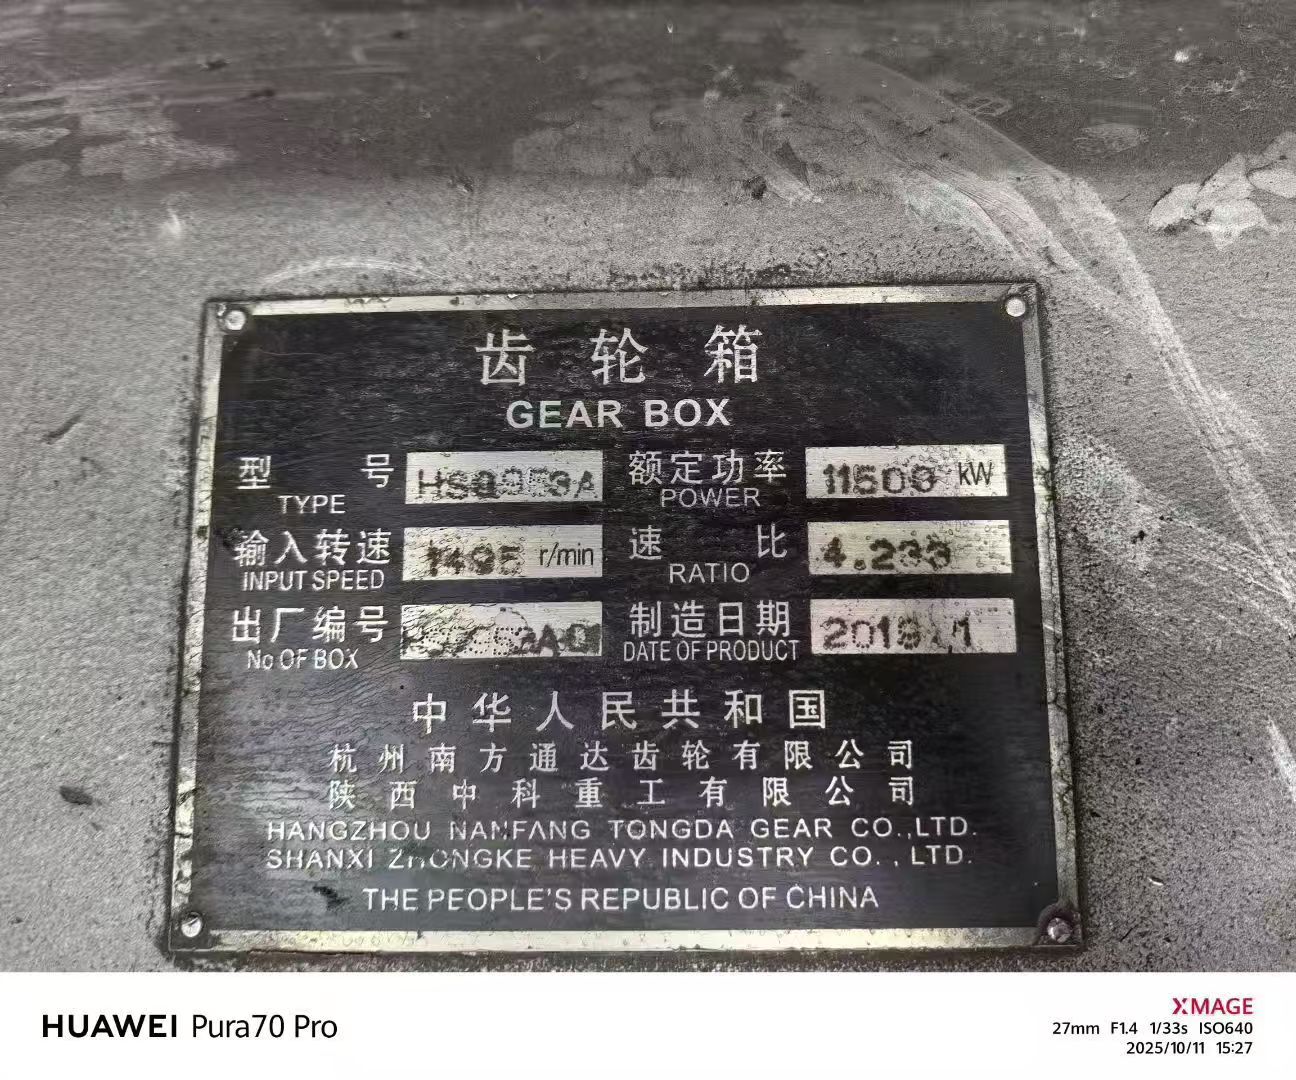 齿轮箱
GEAR BOX
型号 额定功率 kW
TYPE POWER
输入转速 1495 r/min 速比 4.233
INPUT SPEED RATIO
出厂编号 制造日期
No OF BOX DATE OF PRODUCT
中华人民共和国
杭州南方通达齿轮有限公司
陕西中科重工有限公司
HANGZHOU NANFANG TONGDA GEAR CO.,LTD.
SHANXI ZHONGKE HEAVY INDUSTRY CO.,LTD.
THE PEOPLE'S REPUBLIC OF CHINA
HUAWEI Pura70 Pro
XMAGE
27mm F1.4 1/33s ISO640
2025/10/11 15:27